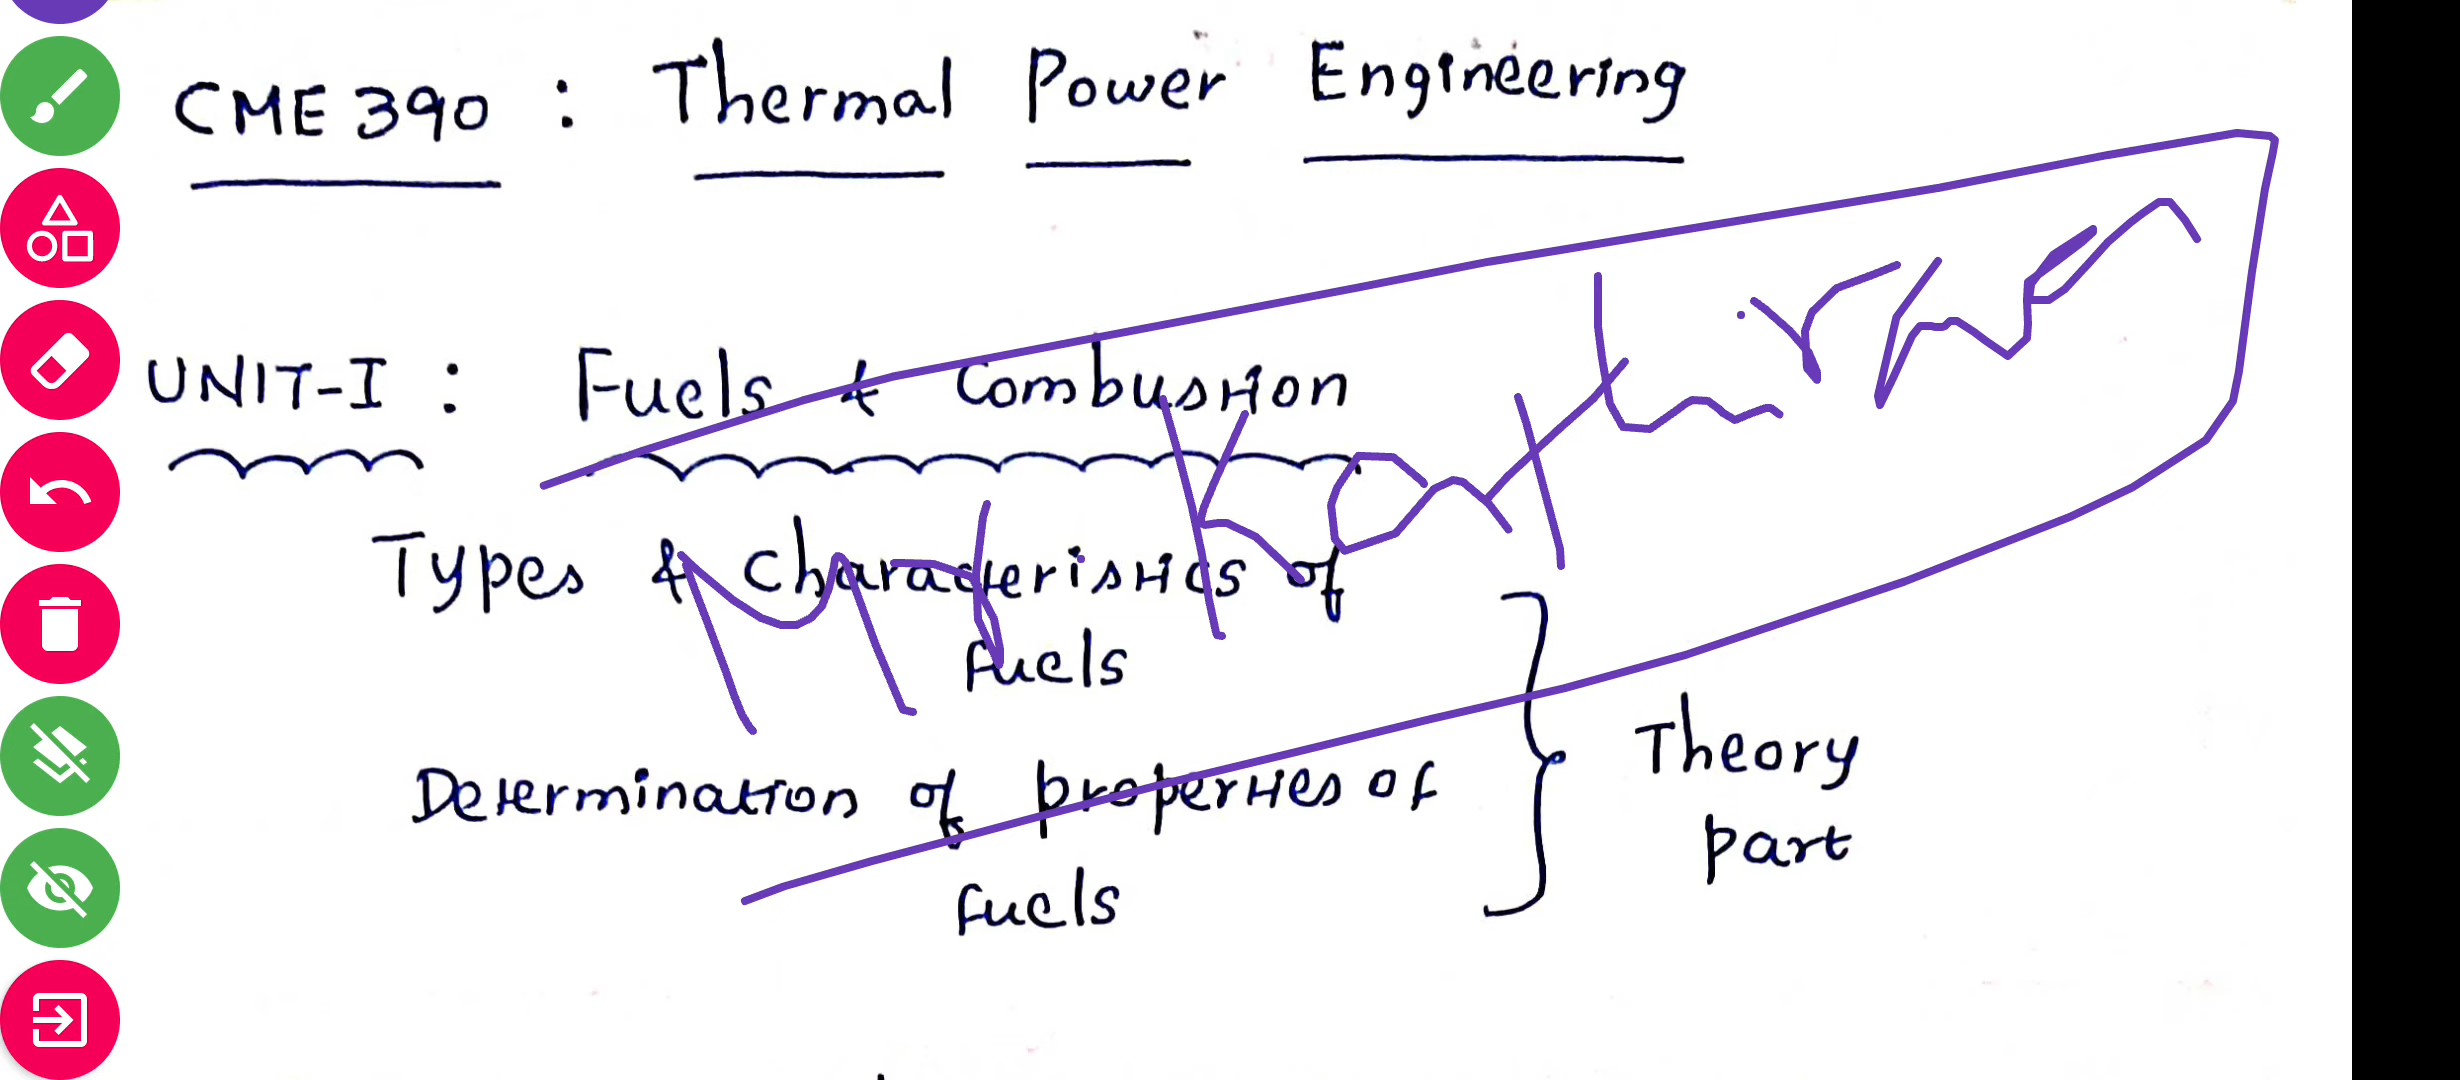 CME 390 : Thermal Power Engineering
UNIT-I : Fuels & Combustion
Types & Characteristics of
fuels
Determination of properties of
fuels
Theory
part